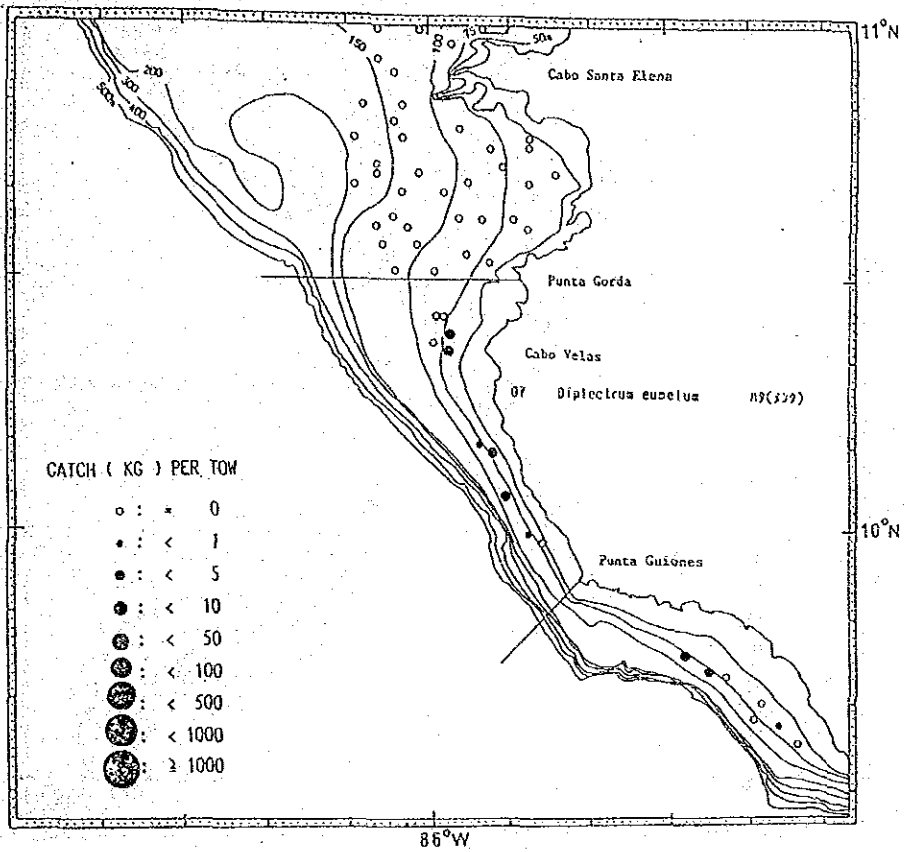 11°N
150
100
75
50m
Cabo Santa Elena
200
300
400
500m
Punta Gorda
Cabo Velas
07 Diplectrum euselum
CATCH ( KG ) PER TOW
○ : = 0
• : < 1
● : < 5
● : < 10
● : < 50
● : < 100
● : < 500
● : < 1000
● : ≥ 1000
10°N
Punta Guiones
86°W